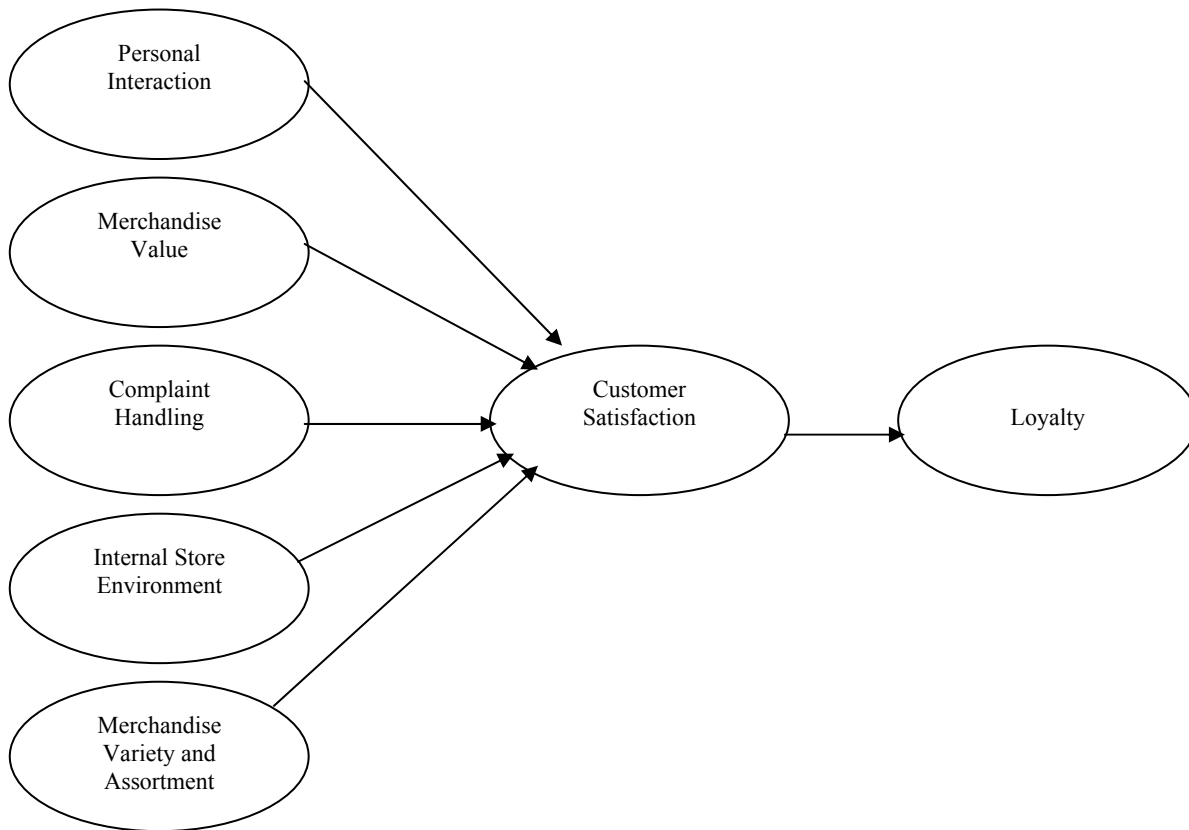 Personal
Interaction
Merchandise
Value
Complaint
Handling
Internal Store
Environment
Merchandise
Variety and
Assortment
Customer
Satisfaction
Loyalty